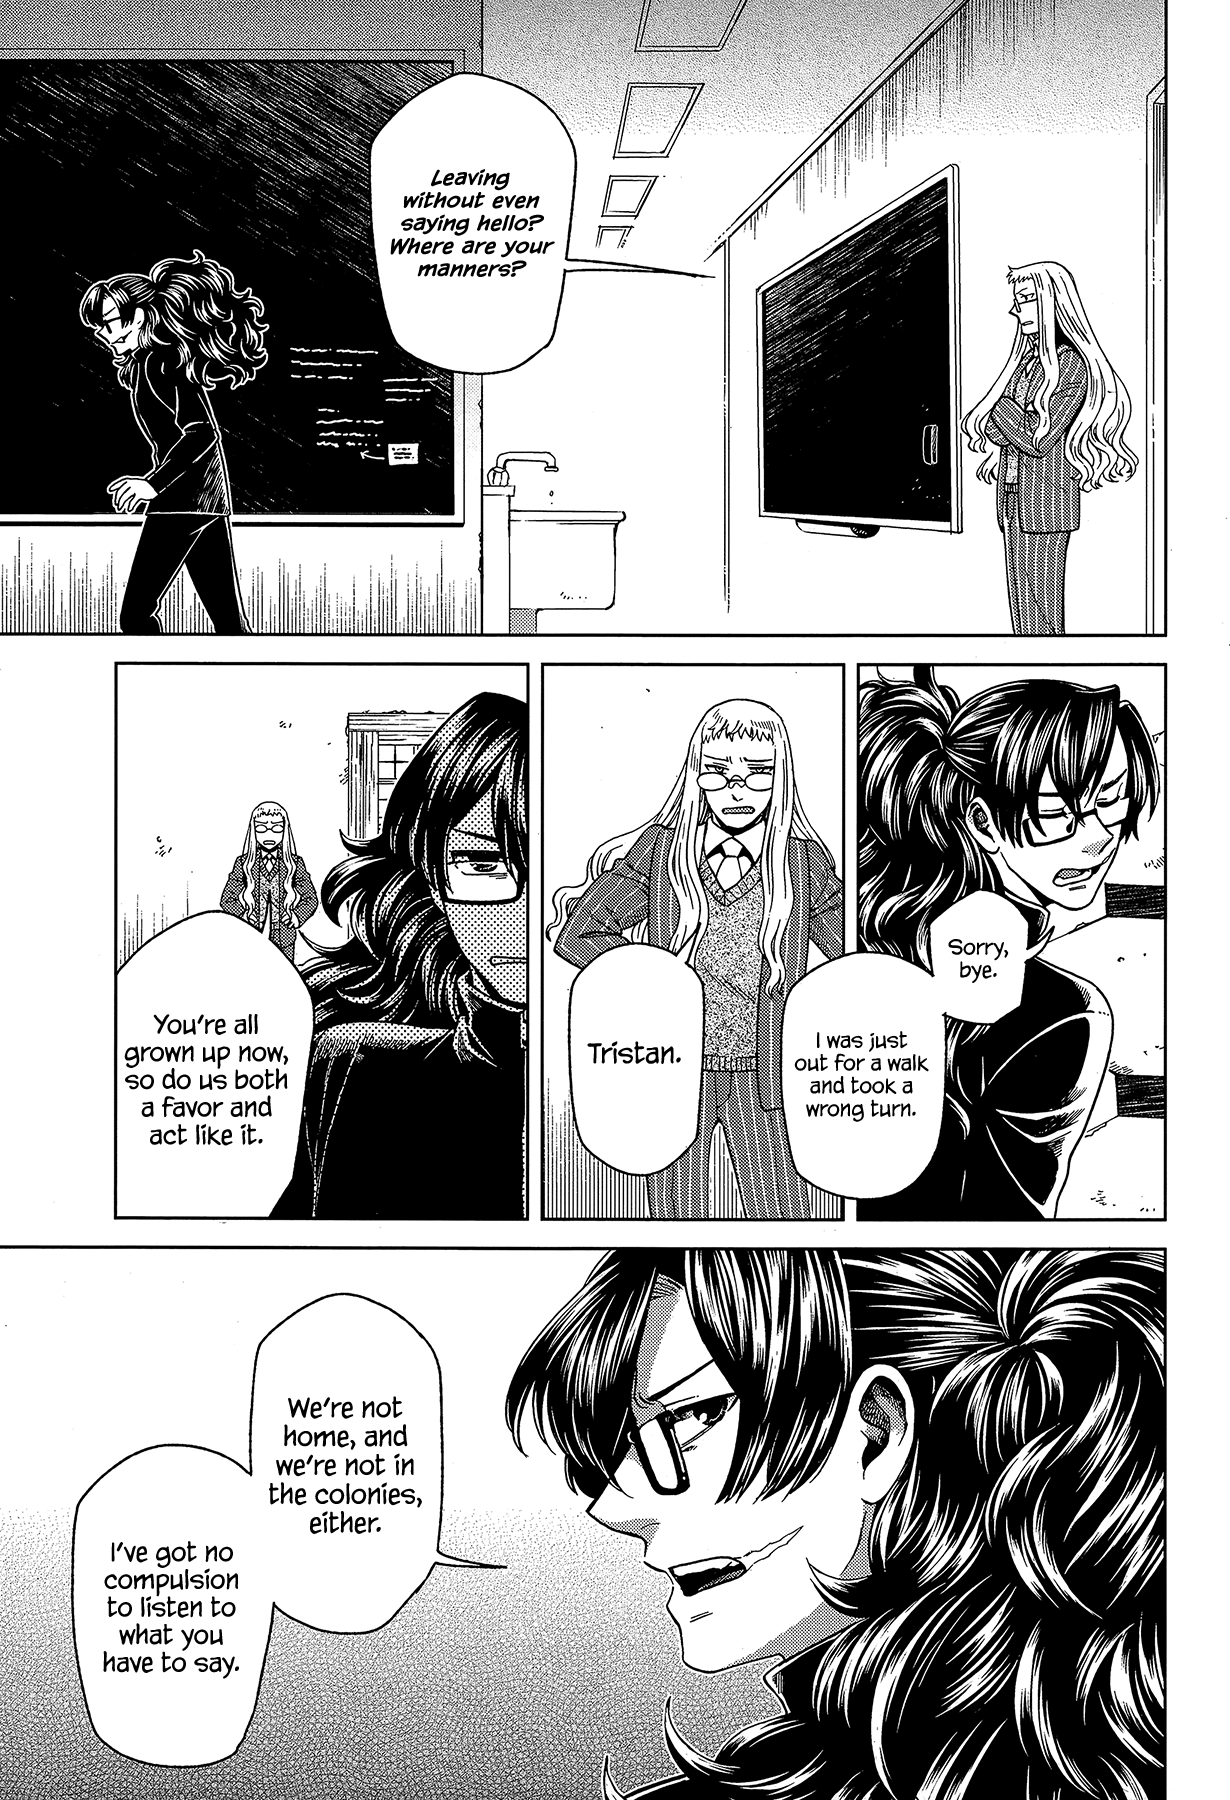 Leaving
without even
saying hello?
Where are your
manners?
Sorry,
bye.
I was just
out for a walk
and took a
wrong turn.
Tristan.
You're all
grown up now,
so do us both
a favor and
act like it.
We're not
home, and
we're not in
the colonies,
either.
I've got no
compulsion
to listen to
what you
have to say.